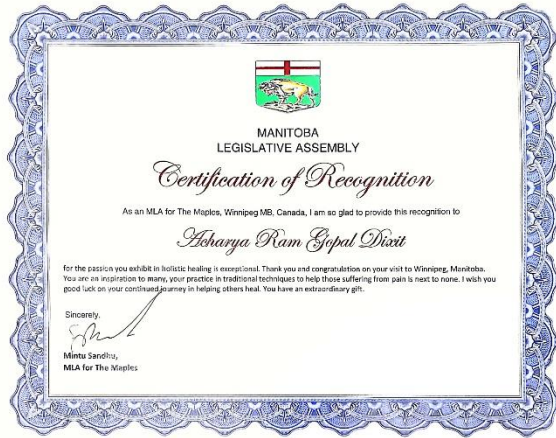 MANITOBA
LEGISLATIVE ASSEMBLY
Certification of Recognition
As an MLA for The Maples, Winnipeg MB, Canada, I am so glad to provide this recognition to
Acharya Ram Gopal Dixit
for the passion you exhibit in holistic healing is exceptional. Thank you and congratulation on your visit to Winnipeg, Manitoba.
You are an inspiration to many, your practice in traditional techniques to help those suffering from pain is next to none. I wish you
good luck on your continued journey in helping others heal. You have an extraordinary gift.
Sincerely,
Mintu Sandhu,
MLA for The Maples